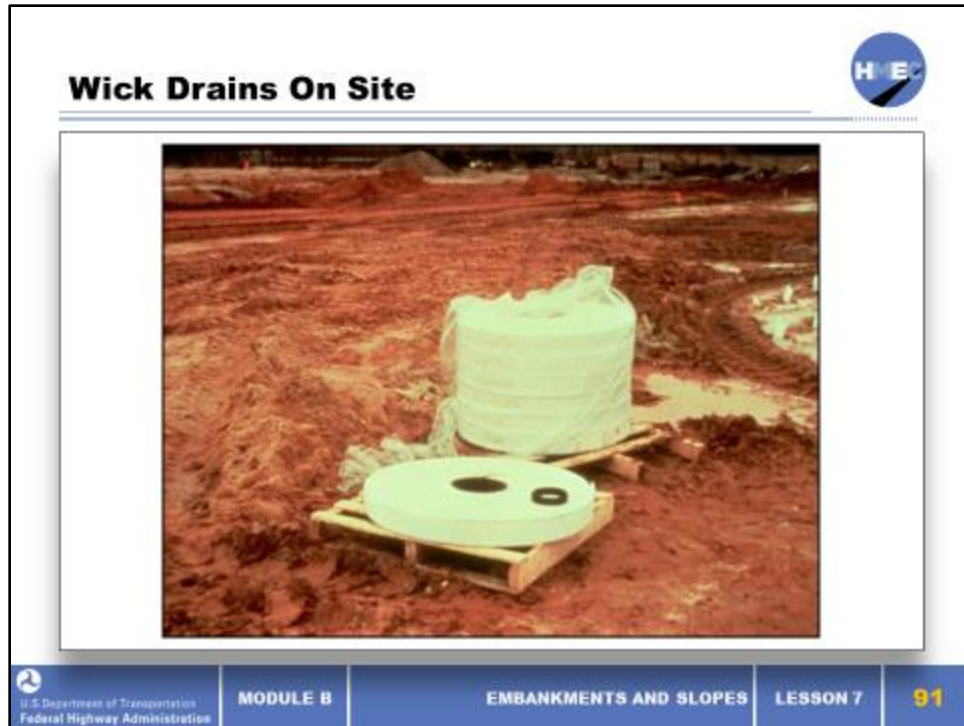 Wick Drains On Site
HMEC
U.S. Department of Transportation
Federal Highway Administration
MODULE B
EMBANKMENTS AND SLOPES
LESSON 7
91